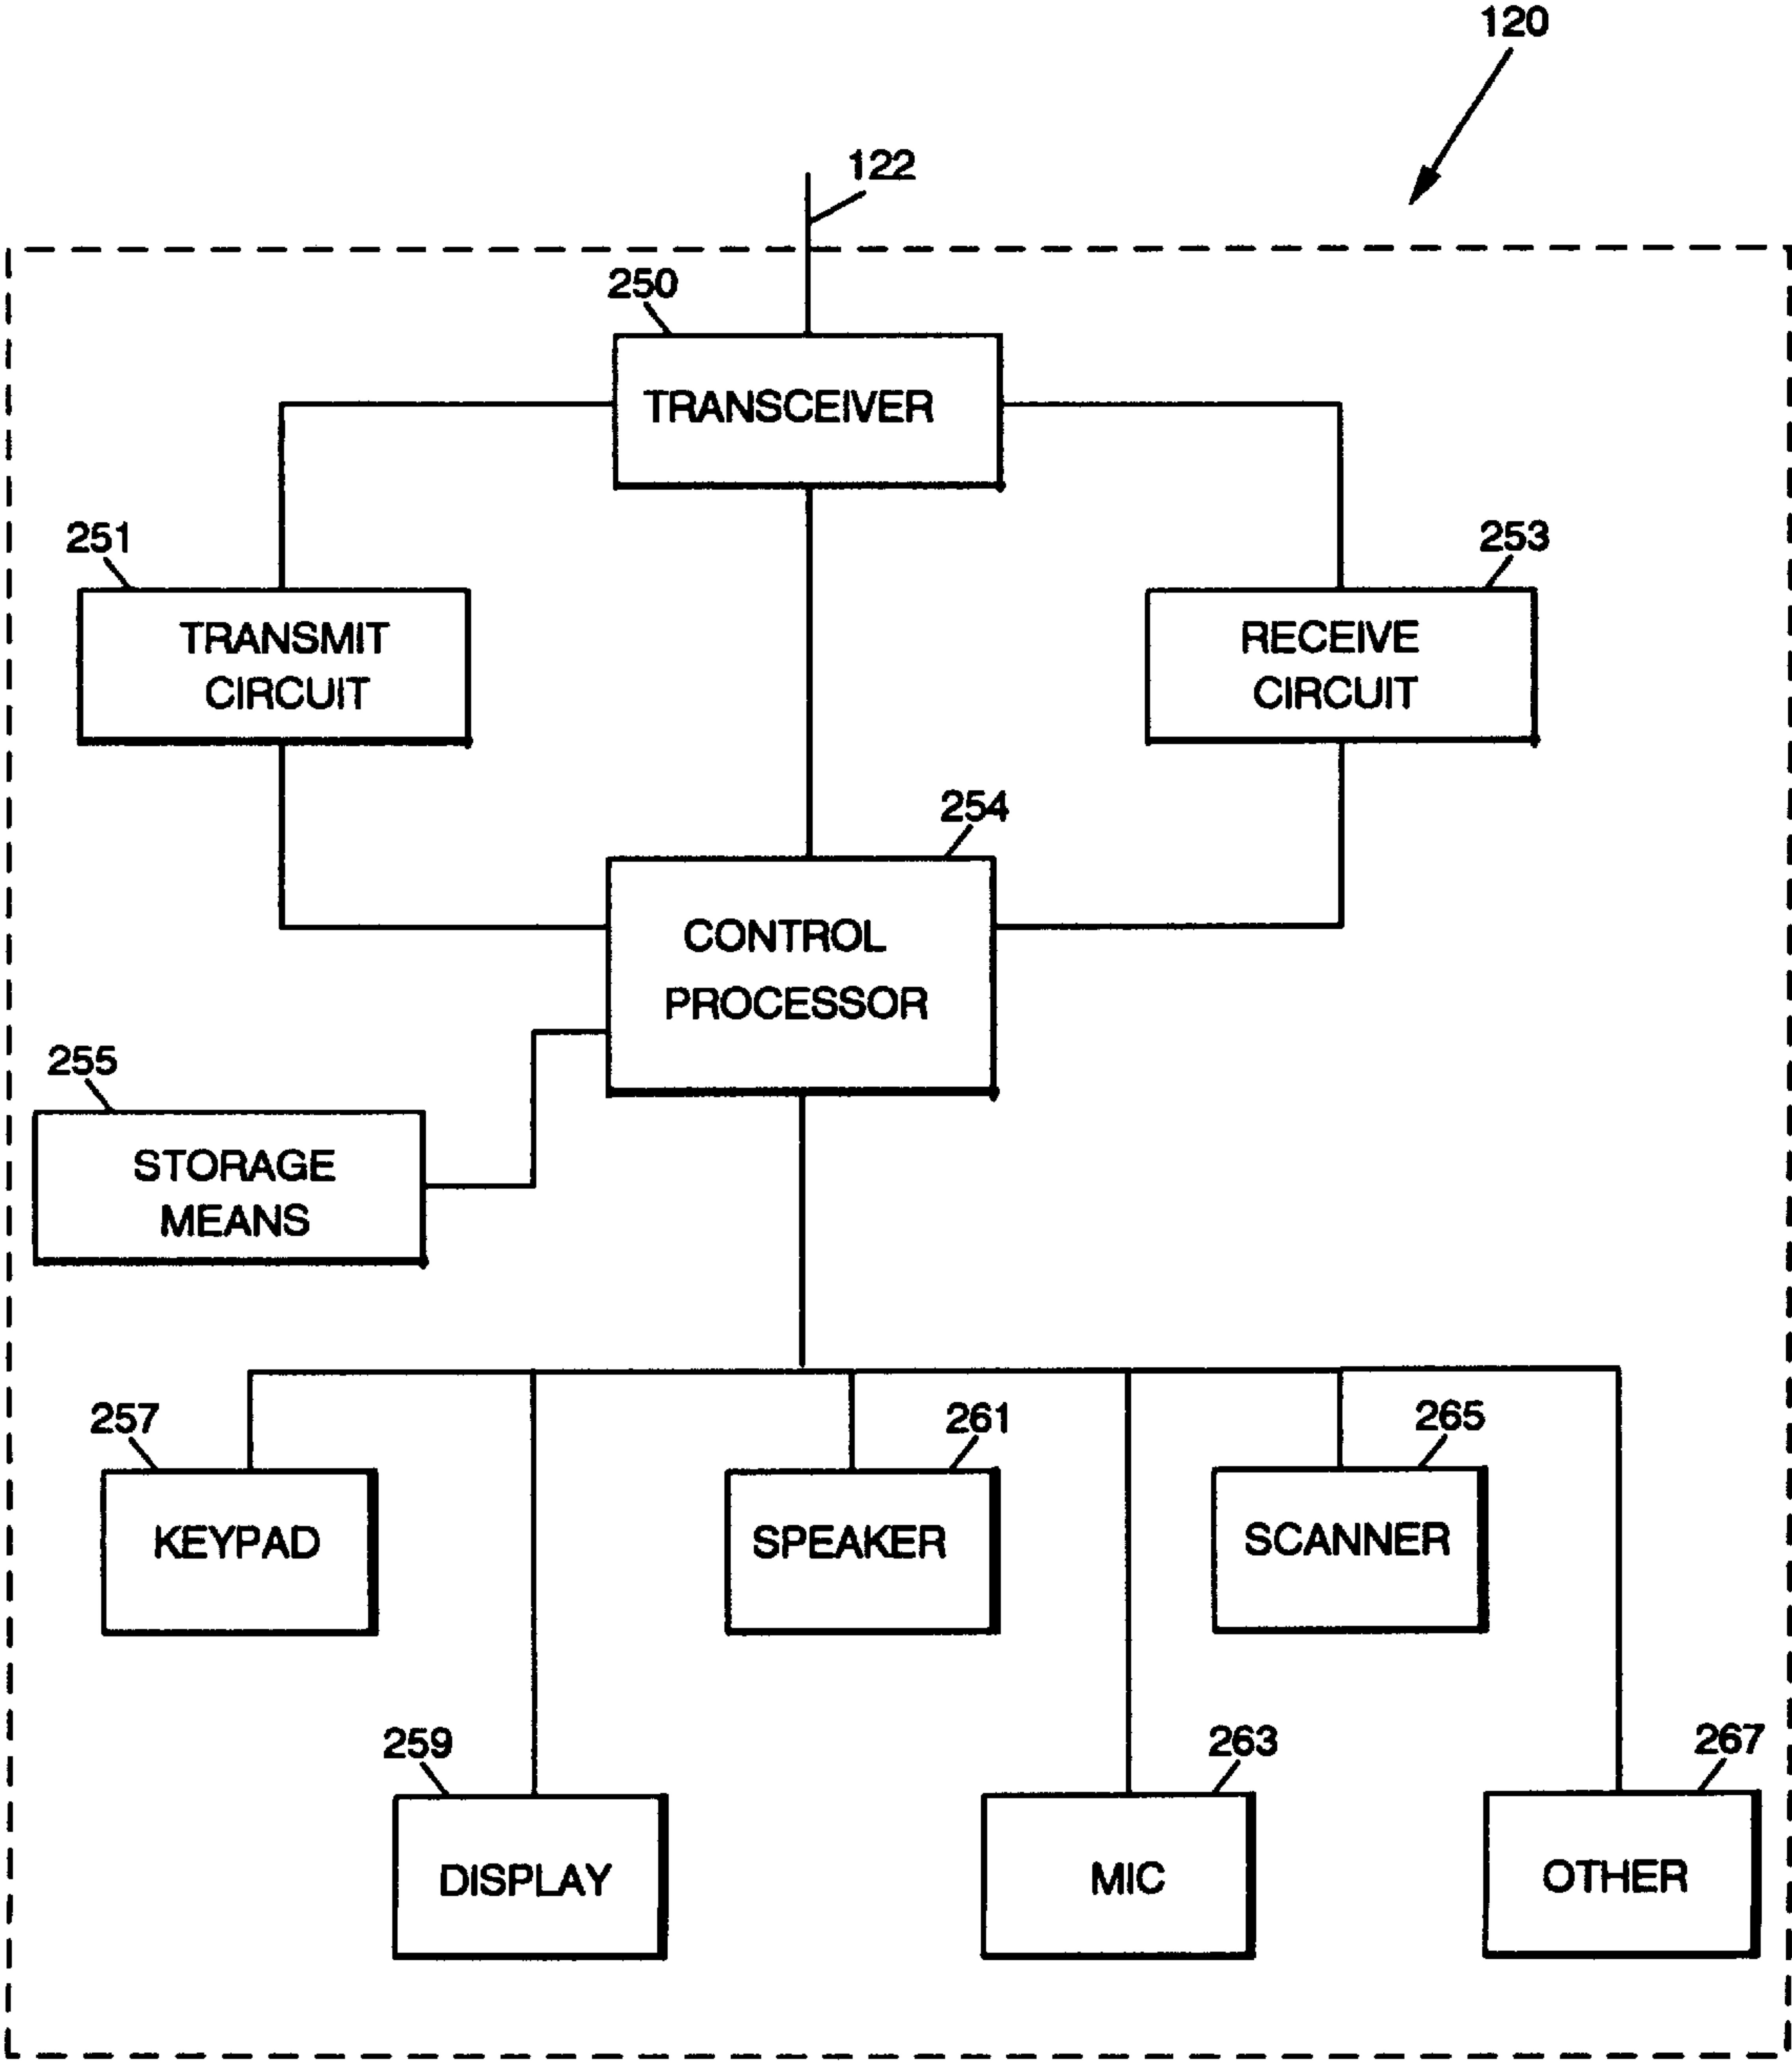 120
122
250
TRANSCEIVER
251
253
TRANSMIT
CIRCUIT
RECEIVE
CIRCUIT
254
CONTROL
PROCESSOR
255
STORAGE
MEANS
257
261
265
KEYPAD
SPEAKER
SCANNER
259
263
267
DISPLAY
MIC
OTHER